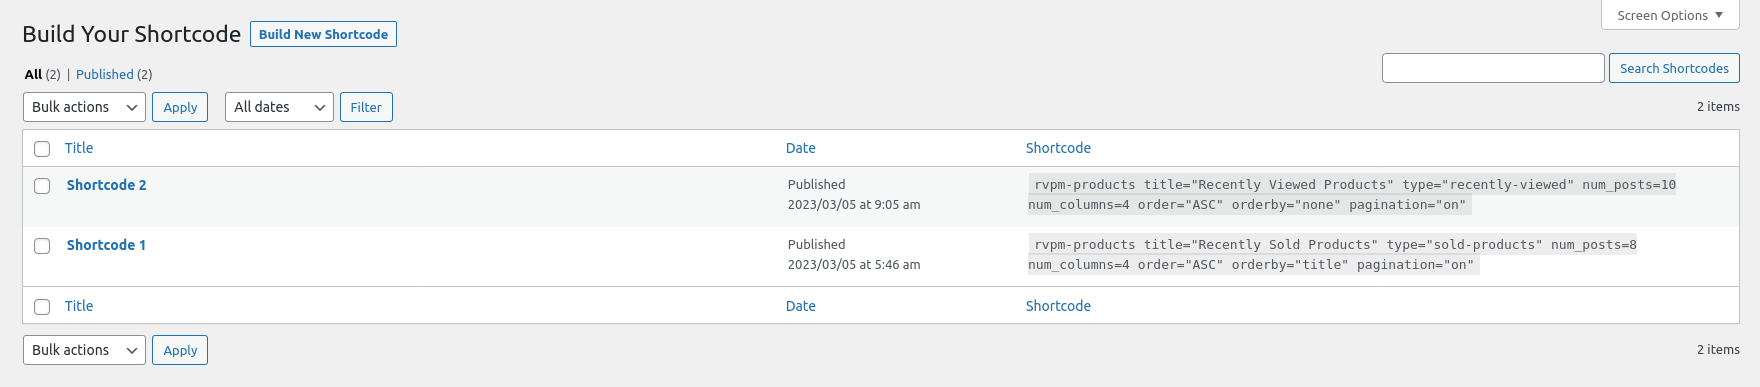 Screen Options
Build Your Shortcode Build New Shortcode
All (2) | Published (2)
Search Shortcodes
Bulk actions Apply All dates Filter 2 items
Title Date Shortcode
Shortcode 2 Published rvpm-products title="Recently Viewed Products" type="recently-viewed" num_posts=10
2023/03/05 at 9:05 am num_columns=4 order="ASC" orderby="none" pagination="on"
Shortcode 1 Published rvpm-products title="Recently Sold Products" type="sold-products" num_posts=8
2023/03/05 at 5:46 am num_columns=4 order="ASC" orderby="title" pagination="on"
Title Date Shortcode
Bulk actions Apply 2 items